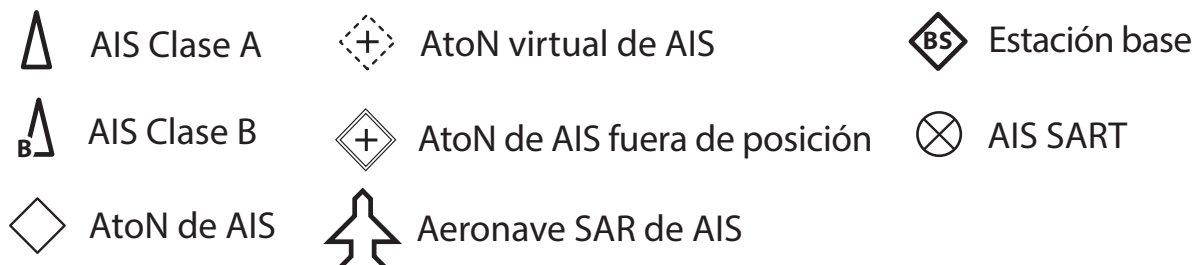 AIS Clase A
AtoN virtual de AIS
BS Estación base
B AIS Clase B
AtoN de AIS fuera de posición
AIS SART
AtoN de AIS
Aeronave SAR de AIS